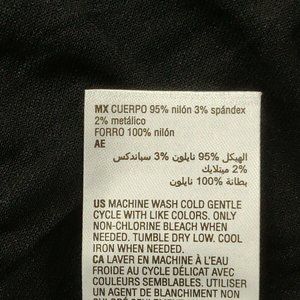 MX CUERPO 95% nilón 3% spándex
2% metálico
FORRO 100% nilón
AE
الهيكل 95% نايلون 3% سباندكس
2% ميتلايك
بطانة 100% نايلون
US MACHINE WASH COLD GENTLE
CYCLE WITH LIKE COLORS. ONLY
NON-CHLORINE BLEACH WHEN
NEEDED. TUMBLE DRY LOW. COOL
IRON WHEN NEEDED.
CA LAVER EN MACHINE À L'EAU
FROIDE AU CYCLE DÉLICAT AVEC
COULEURS SEMBLABLES. UTILISER
UN AGENT DE BLANCHIMENT NON